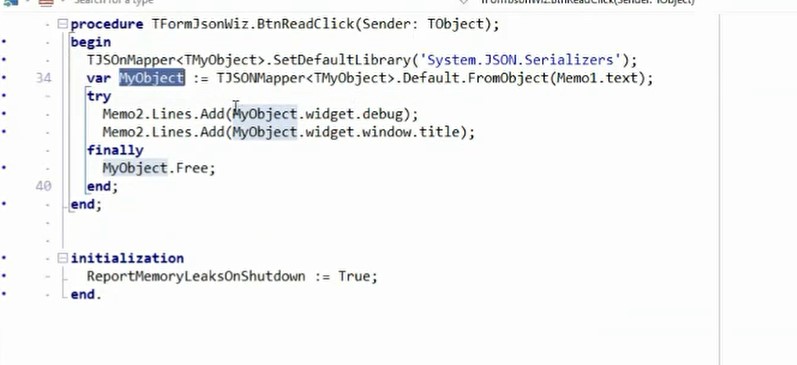 Search for a type
TFormJsonWiz.BtnReadClick(Sender: TObject)
procedure TFormJsonWiz.BtnReadClick(Sender: TObject);
begin
TJSOnMapper<TMyObject>.SetDefaultLibrary('System.JSON.Serializers');
34 var MyObject := TJSONMapper<TMyObject>.Default.FromObject(Memo1.text);
try
Memo2.Lines.Add(MyObject.widget.debug);
Memo2.Lines.Add(MyObject.widget.window.title);
finally
MyObject.Free;
40 end;
end;
initialization
ReportMemoryLeaksOnShutdown := True;
end.